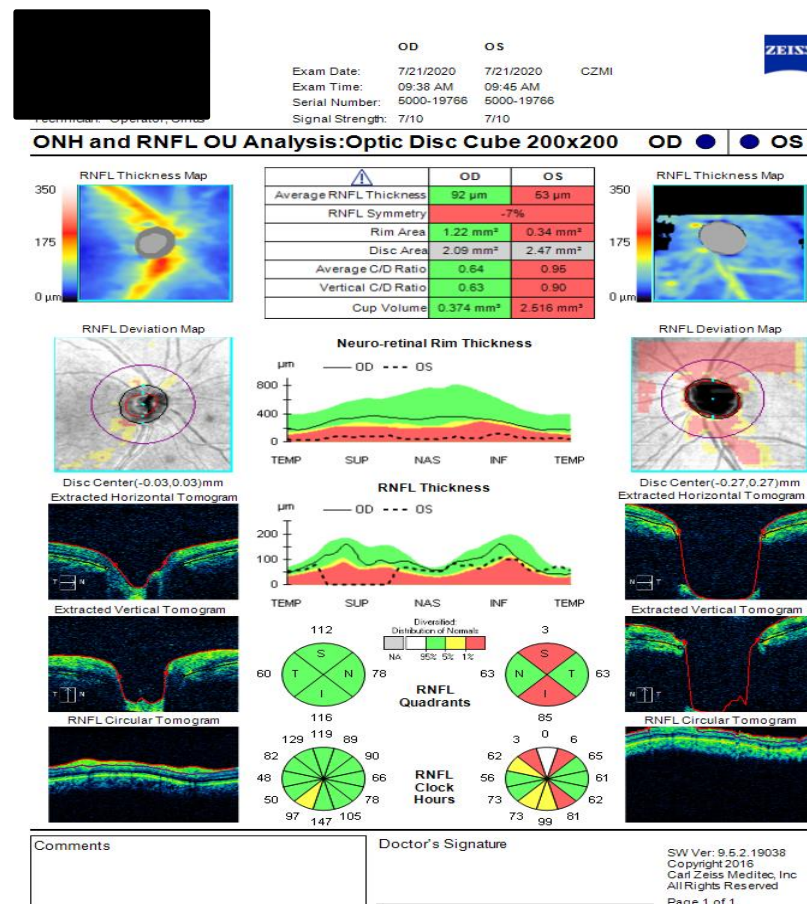 OD OS
ZEISS
Exam Date: 7/21/2020 7/21/2020 CZMI
Exam Time: 09:38 AM 09:45 AM
Serial Number: 5000-19766 5000-19766
Technician: Operator, Cirrus
Signal Strength: 7/10 7/10
ONH and RNFL OU Analysis:Optic Disc Cube 200x200 OD OS
RNFL Thickness Map
350
175
0 µm
OD OS
Average RNFL Thickness 92 µm 53 µm
RNFL Symmetry -7%
Rim Area 1.22 mm² 0.34 mm²
Disc Area 2.09 mm² 2.47 mm²
Average C/D Ratio 0.64 0.95
Vertical C/D Ratio 0.63 0.90
Cup Volume 0.374 mm³ 2.516 mm³
RNFL Thickness Map
350
175
0 µm
RNFL Deviation Map
Disc Center(-0.03,0.03)mm
Neuro-retinal Rim Thickness
µm OD OS
800
400
0
TEMP SUP NAS INF TEMP
RNFL Deviation Map
Disc Center(-0.27,0.27)mm
Extracted Horizontal Tomogram
T N
RNFL Thickness
µm OD OS
200
100
0
TEMP SUP NAS INF TEMP
Extracted Horizontal Tomogram
N T
Extracted Vertical Tomogram
I N
Extracted Vertical Tomogram
N T
Diversified:
Distribution of Normals
NA 95% 5% 1%
112
S
60 T N 78
I
116
RNFL
Quadrants
3
S
63 N T 63
I
85
RNFL Circular Tomogram
129 119 89
82 90
48 66
50 78
97 147 105
RNFL
Clock
Hours
3 0 6
62 65
56 61
73 62
73 99 81
RNFL Circular Tomogram
Comments
Doctor's Signature
SW Ver: 9.5.2.19038
Copyright 2016
Carl Zeiss Meditec, Inc
All Rights Reserved
Page 1 of 1